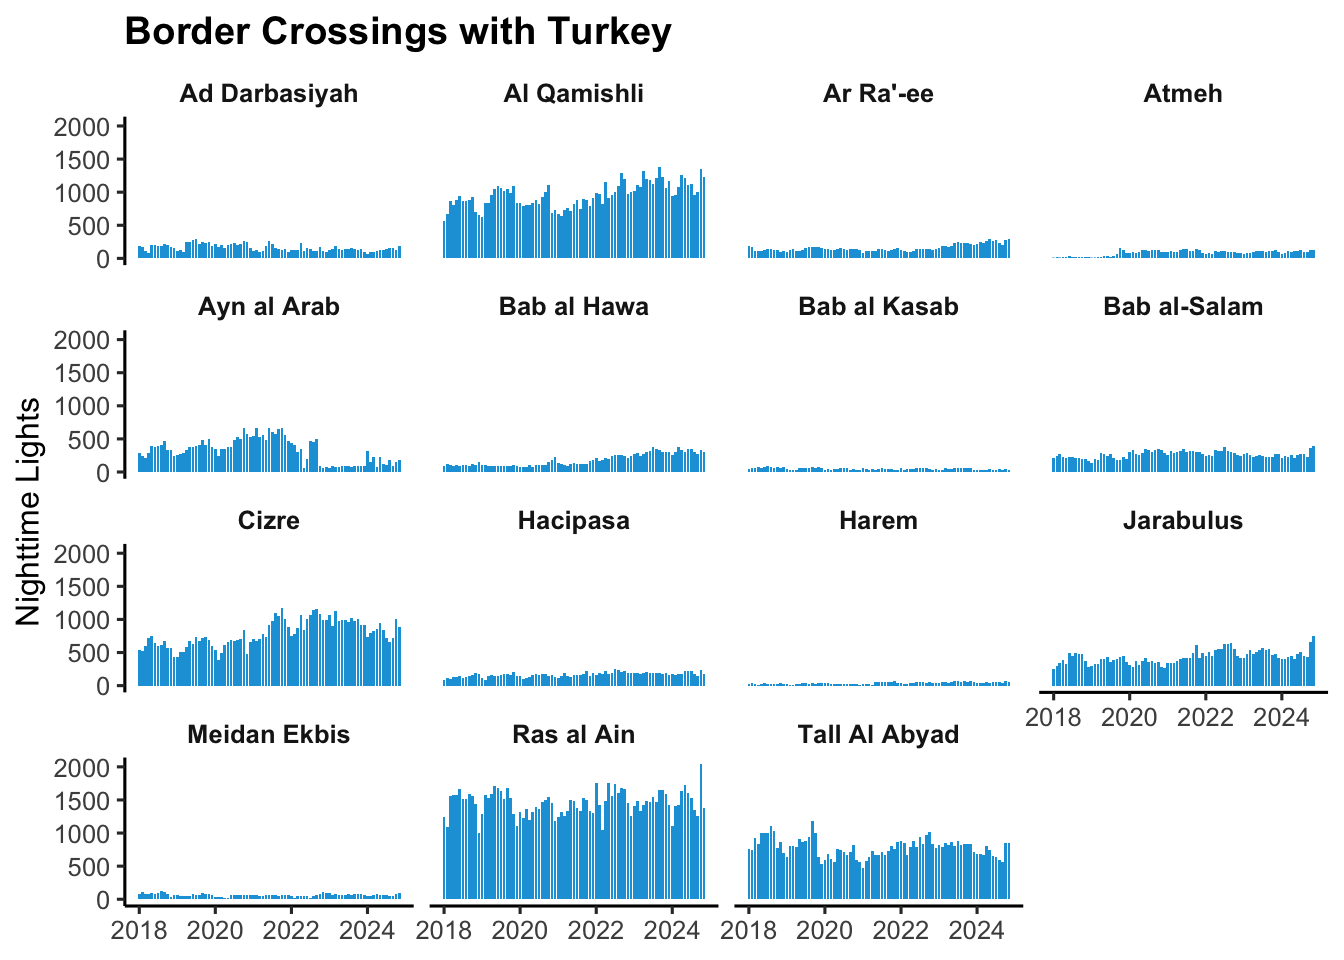 Border Crossings with Turkey
Ad Darbasiyah
Al Qamishli
Ar Ra'-ee
Atmeh
2000
1500
1000
500
0
Ayn al Arab
Bab al Hawa
Bab al Kasab
Bab al-Salam
2000
1500
1000
500
0
Nighttime Lights
Cizre
Hacipasa
Harem
Jarabulus
2000
1500
1000
500
0
2018 2020 2022 2024
Meidan Ekbis
Ras al Ain
Tall Al Abyad
2000
1500
1000
500
0
2018 2020 2022 2024
2018 2020 2022 2024
2018 2020 2022 2024